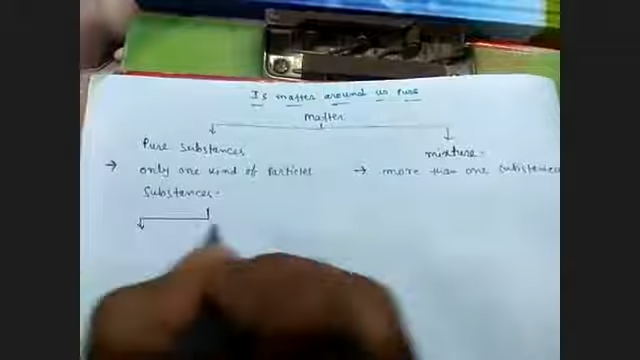 Is matter around us Pure
Matter
Pure Substances
mixture.
→ only one kind of Particles
→ more than one Substances
Substances.